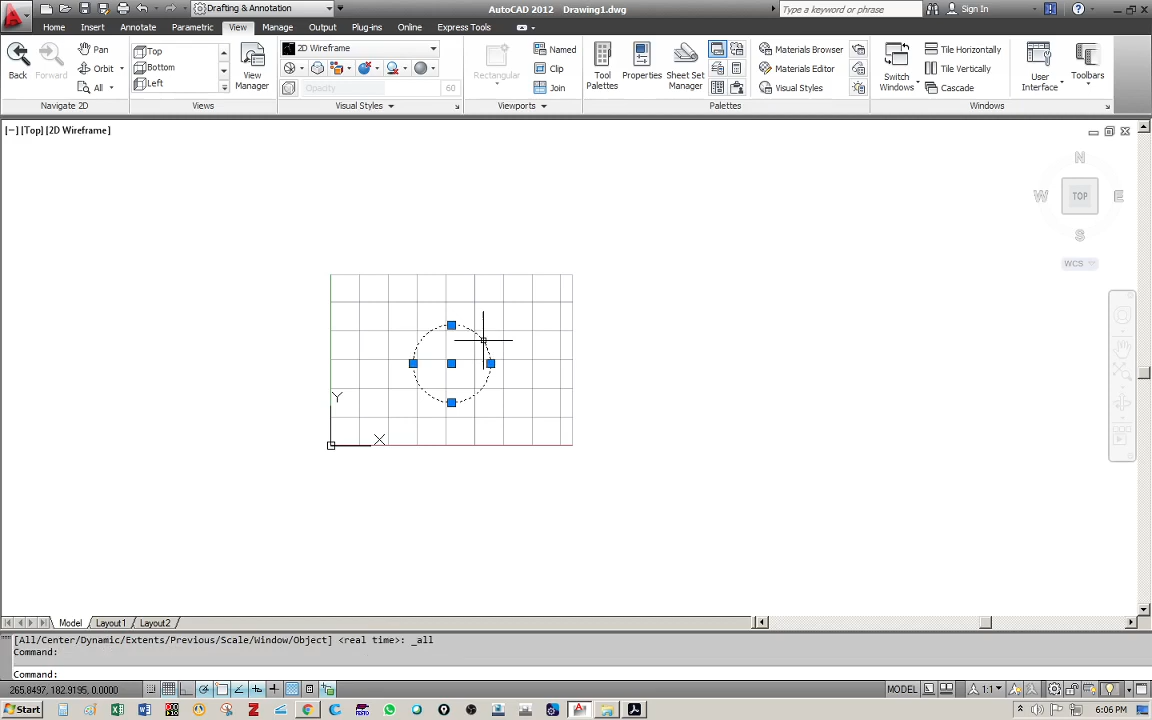 Drafting & Annotation
AutoCAD 2012 Drawing1.dwg
Type a keyword or phrase
Sign In
Home Insert Annotate Parametric View Manage Output Plug-ins Online Express Tools
Back
Forward
Pan
Orbit
All
Navigate 2D
Top
Bottom
Left
View
Manager
Views
2D Wireframe
Opacity 60
Visual Styles
Rectangular
Named
Clip
Join
Viewports
Tool
Palettes
Properties
Sheet Set
Manager
Materials Browser
Materials Editor
Visual Styles
Palettes
Switch
Windows
Tile Horizontally
Tile Vertically
Cascade
User
Interface
Toolbars
Windows
[−] [Top] [2D Wireframe]
N
W TOP E
S
WCS
Y
X
Model Layout1 Layout2
[All/Center/Dynamic/Extents/Previous/Scale/Window/Object] <real time>: _all
Command:
Command:
265.8497, 182.9195, 0.0000
MODEL
1:1
Start
6:06 PM